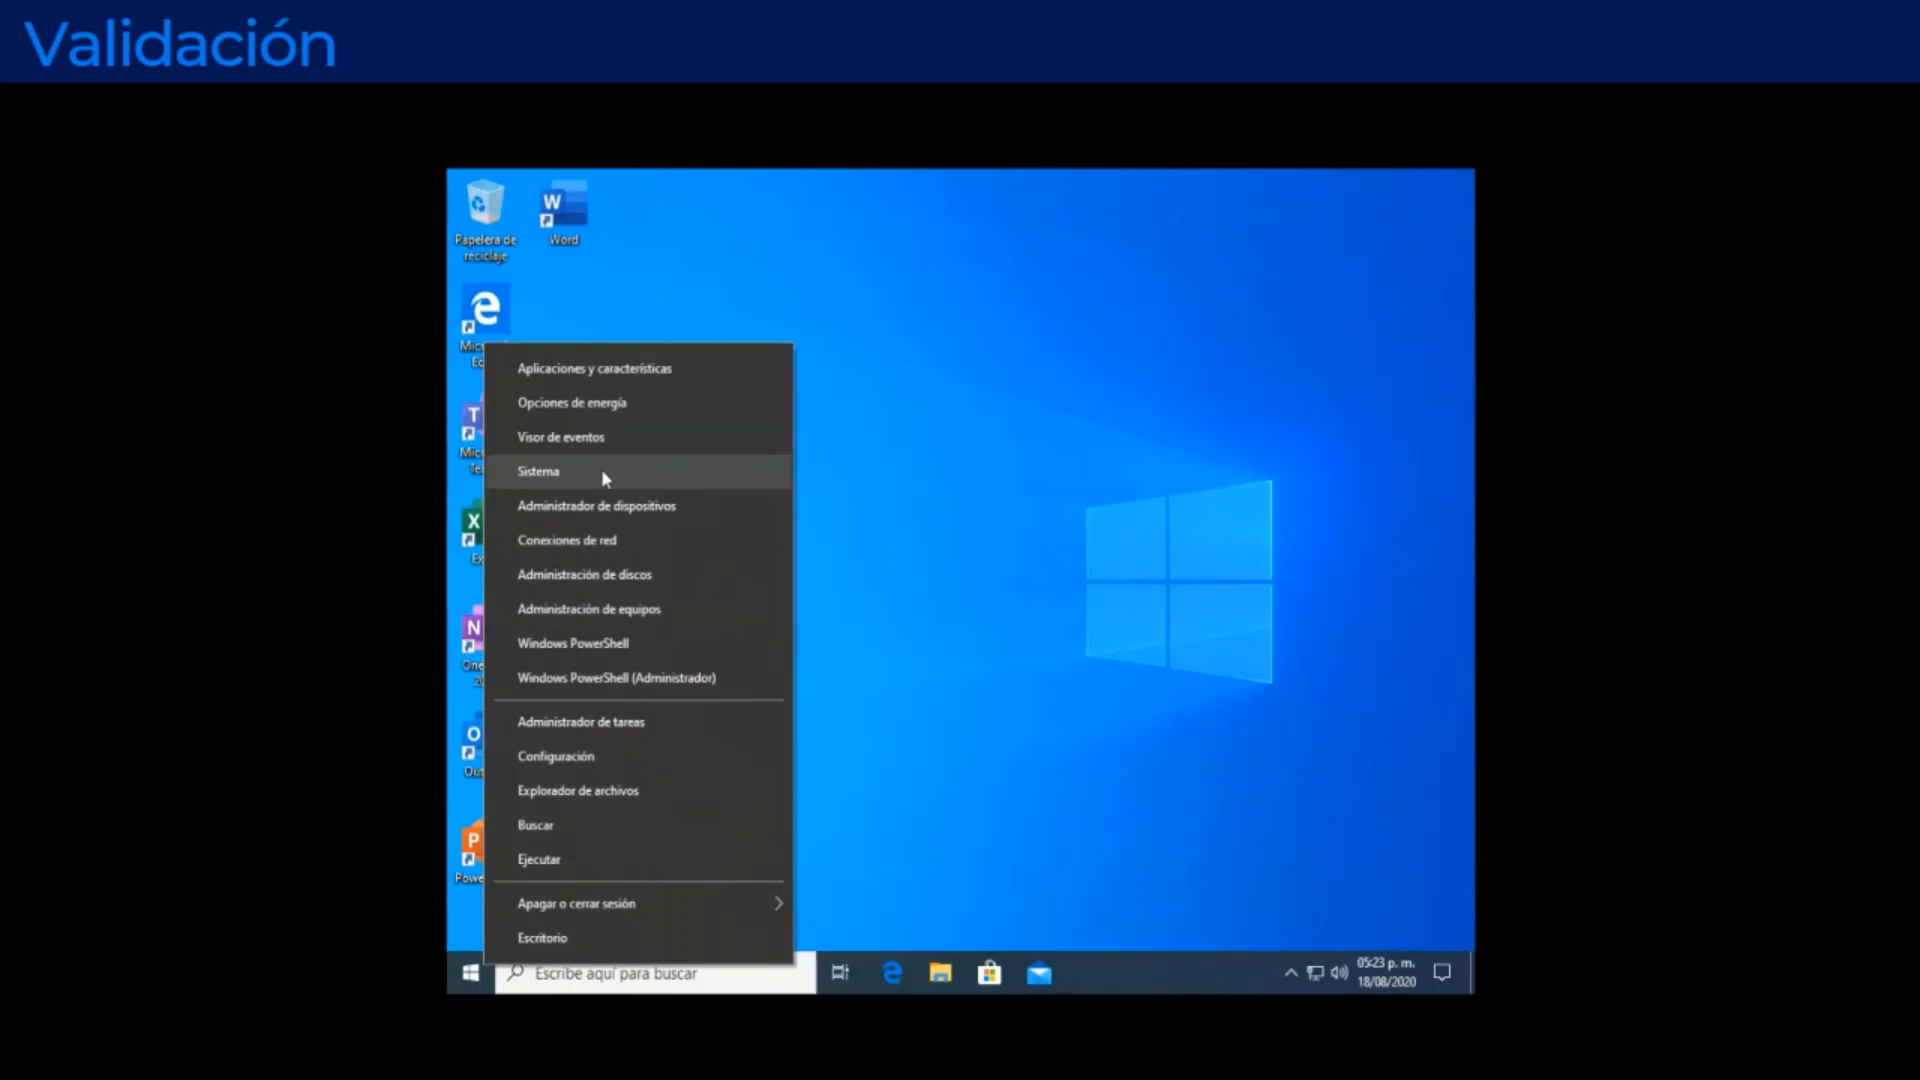 Validación
Papelera de
reciclaje
Word
Aplicaciones y características
Opciones de energía
Visor de eventos
Sistema
Administrador de dispositivos
Conexiones de red
Administración de discos
Administración de equipos
Windows PowerShell
Windows PowerShell (Administrador)
Administrador de tareas
Configuración
Explorador de archivos
Buscar
Ejecutar
Apagar o cerrar sesión
Escritorio
Escribe aquí para buscar
05:23 p. m.
18/08/2020